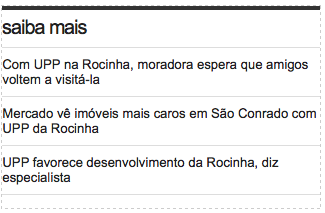 saiba mais
Com UPP na Rocinha, moradora espera que amigos
voltem a visitá-la
Mercado vê imóveis mais caros em São Conrado com
UPP da Rocinha
UPP favorece desenvolvimento da Rocinha, diz
especialista